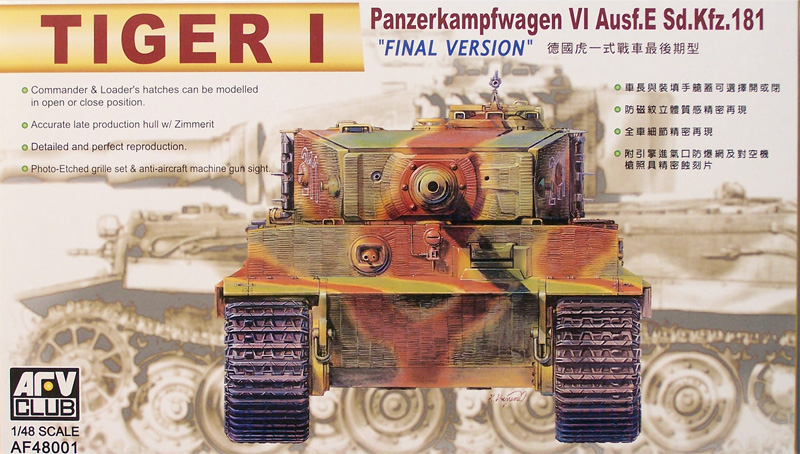 TIGER I
Panzerkampfwagen VI Ausf.E Sd.Kfz.181
"FINAL VERSION" 德國虎一式戰車最後期型
Commander & Loader's hatches can be modelled
in open or close position.
Accurate late production hull w/ Zimmerit
Detailed and perfect reproduction.
Photo-Etched grille set & anti-aircraft machine gun sight.
車長與裝填手艙蓋可選擇開或閉
防磁紋立體質感精密再現
全車細節精密再現
附引擎進氣口防爆網及對空機
槍照具精密蝕刻片
AFV
CLUB
1/48 SCALE
AF48001